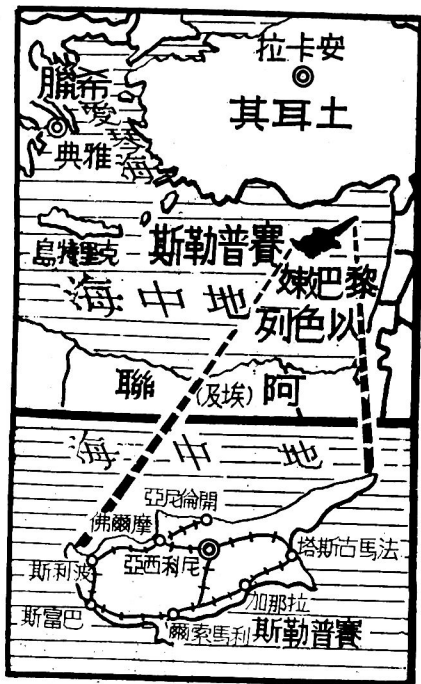 安卡拉
土耳其
希臘
愛琴海
雅典
克里特島
賽普勒斯
地中海
黎巴嫩
以色列
阿(埃及)聯
地中海
開倫尼亞
摩爾佛
尼科西亞
法馬古斯塔
波利斯
拉那加
巴富斯
利馬索爾
賽普勒斯